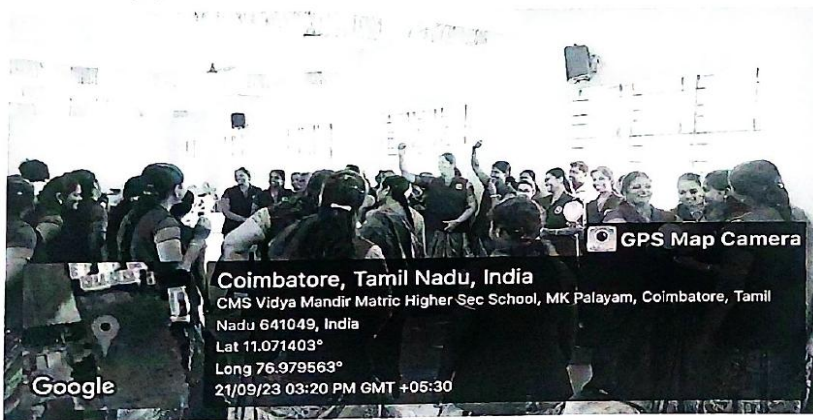 GPS Map Camera
Coimbatore, Tamil Nadu, India
CMS Vidya Mandir Matric Higher Sec School, MK Palayam, Coimbatore, Tamil
Nadu 641049, India
Lat 11.071403°
Long 76.979563°
21/09/23 03:20 PM GMT +05:30
Google